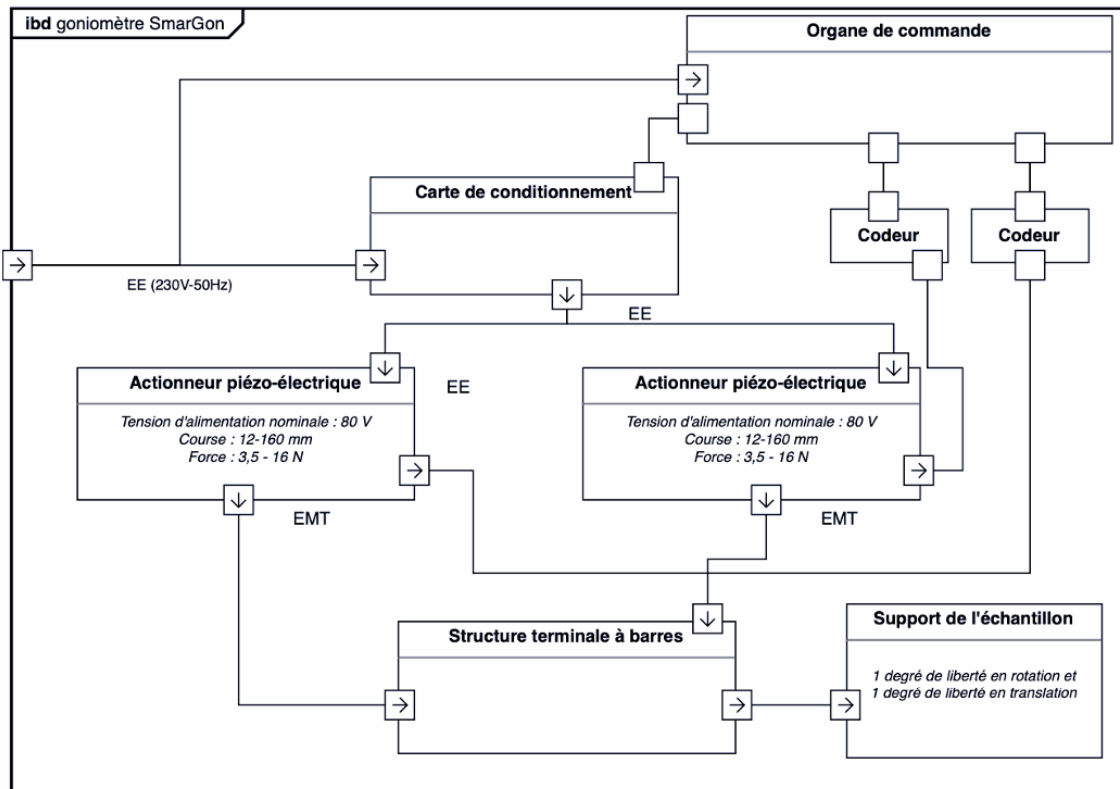 ibd goniomètre SmarGon
Organe de commande
Carte de conditionnement
Codeur
Codeur
EE (230V-50Hz)
EE
Actionneur piézo-électrique
Tension d'alimentation nominale : 80 V
Course : 12-160 mm
Force : 3,5 - 16 N
EE
Actionneur piézo-électrique
Tension d'alimentation nominale : 80 V
Course : 12-160 mm
Force : 3,5 - 16 N
EMT
EMT
Structure terminale à barres
Support de l'échantillon
1 degré de liberté en rotation et
1 degré de liberté en translation